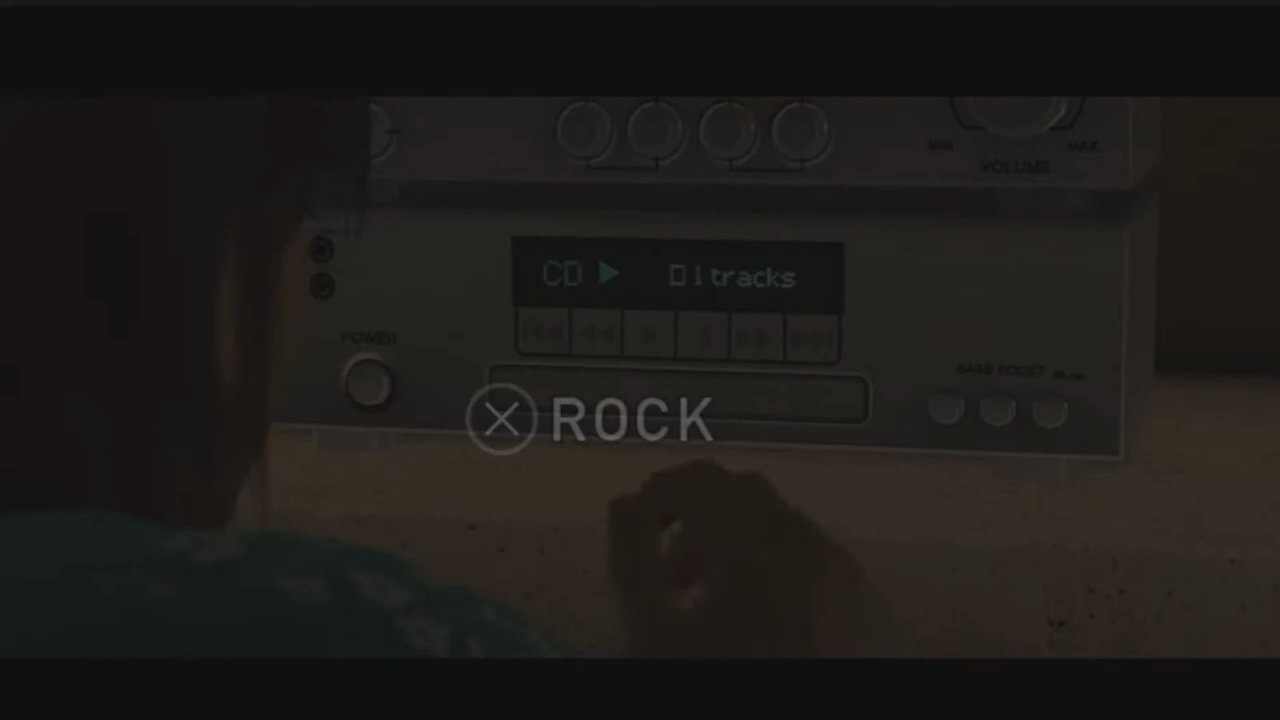 MIN
MAX
VOLUME
CD 01 tracks
POWER
BASS BOOST
ROCK